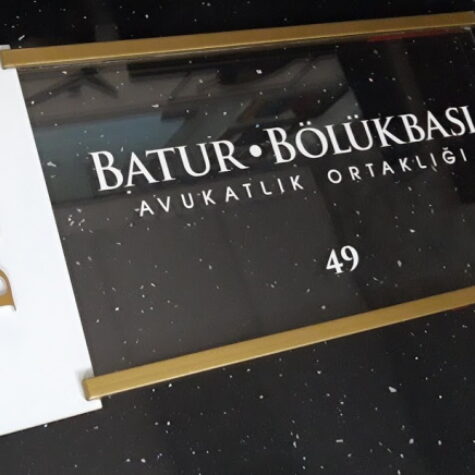 BATUR • BÖLÜKBASI
AVUKATLIK ORTAKLIĞI
49